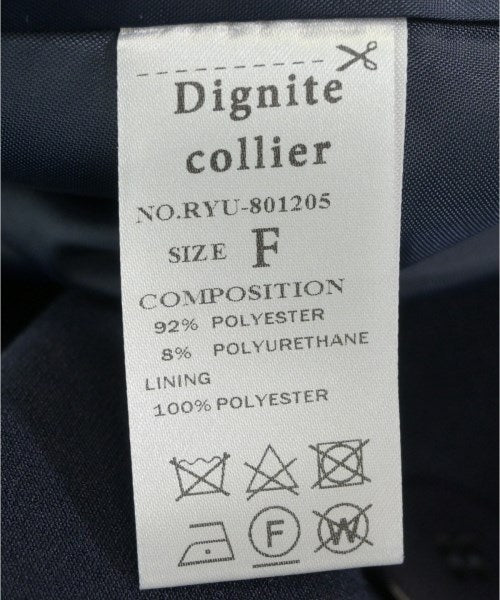 Dignite
collier
NO.RYU-801205
SIZE F
COMPOSITION
92% POLYESTER
8% POLYURETHANE
LINING
100% POLYESTER
F W